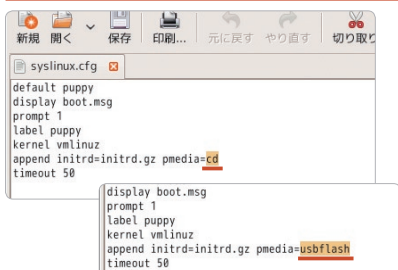 新規 開く 保存 印刷... 元に戻す やり直す 切り取り
syslinux.cfg
default puppy
display boot.msg
prompt 1
label puppy
kernel vmlinuz
append initrd=initrd.gz pmedia=cd
timeout 50
display boot.msg
prompt 1
label puppy
kernel vmlinuz
append initrd=initrd.gz pmedia=usbflash
timeout 50